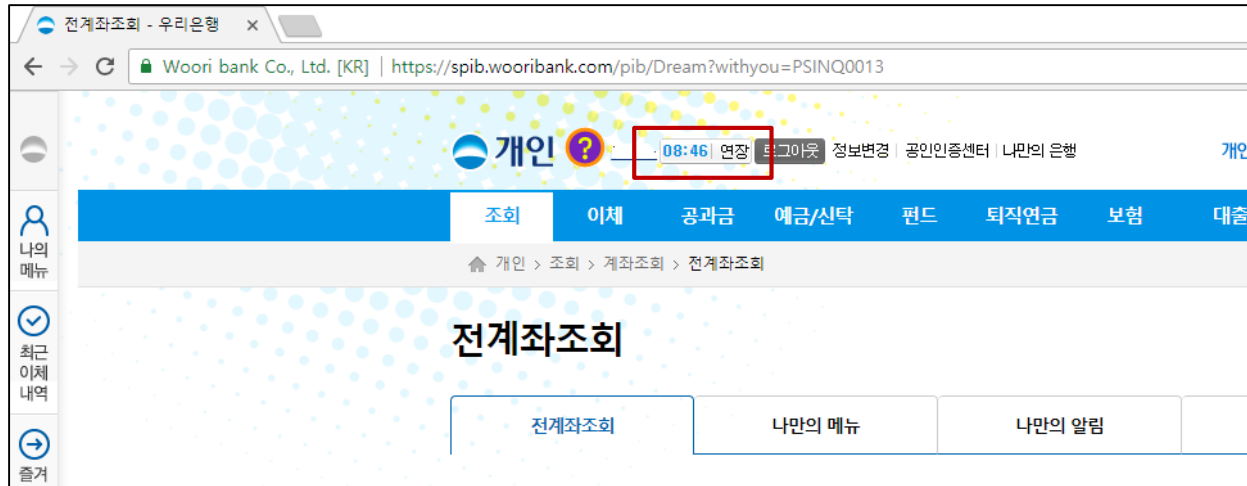 전계좌조회 - 우리은행
Woori bank Co., Ltd. [KR] | https://spib.wooribank.com/pib/Dream?withyou=PSINQ0013
개인 ? 08:46 | 연장 로그아웃 정보변경 | 공인인증센터 | 나만의 은행 개인
조회 이체 공과금 예금/신탁 펀드 퇴직연금 보험 대출
개인 > 조회 > 계좌조회 > 전계좌조회
나의
메뉴
전계좌조회
최근
이체
내역
전계좌조회 나만의 메뉴 나만의 알림
즐겨